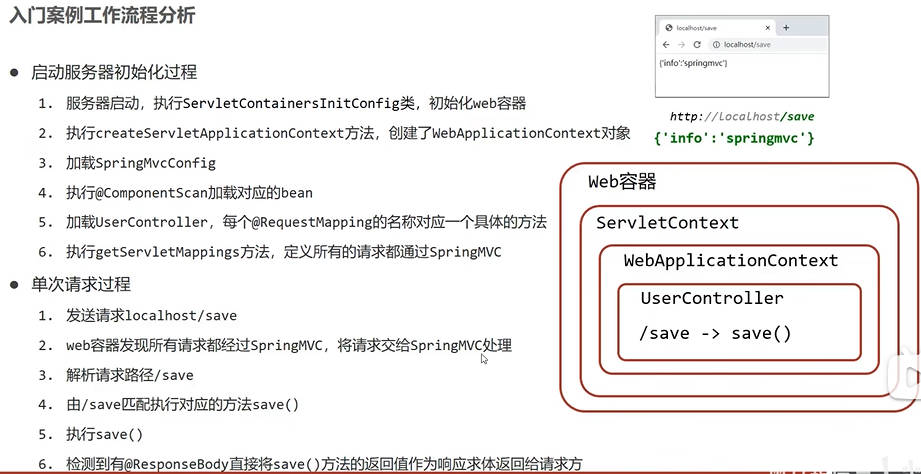 入门案例工作流程分析
● 启动服务器初始化过程
1. 服务器启动，执行ServletContainersInitConfig类，初始化web容器
2. 执行createServletApplicationContext方法，创建了WebApplicationContext对象
3. 加载SpringMvcConfig
4. 执行@ComponentScan加载对应的bean
5. 加载UserController，每个@RequestMapping的名称对应一个具体的方法
6. 执行getServletMappings方法，定义所有的请求都通过SpringMVC
● 单次请求过程
1. 发送请求localhost/save
2. web容器发现所有请求都经过SpringMVC，将请求交给SpringMVC处理
3. 解析请求路径/save
4. 由/save匹配执行对应的方法save()
5. 执行save()
6. 检测到有@ResponseBody直接将save()方法的返回值作为响应求体返回给请求方
localhost/save
localhost/save
{'info':'springmvc'}
http://localhost/save
{'info':'springmvc'}
Web容器
ServletContext
WebApplicationContext
UserController
/save -> save()